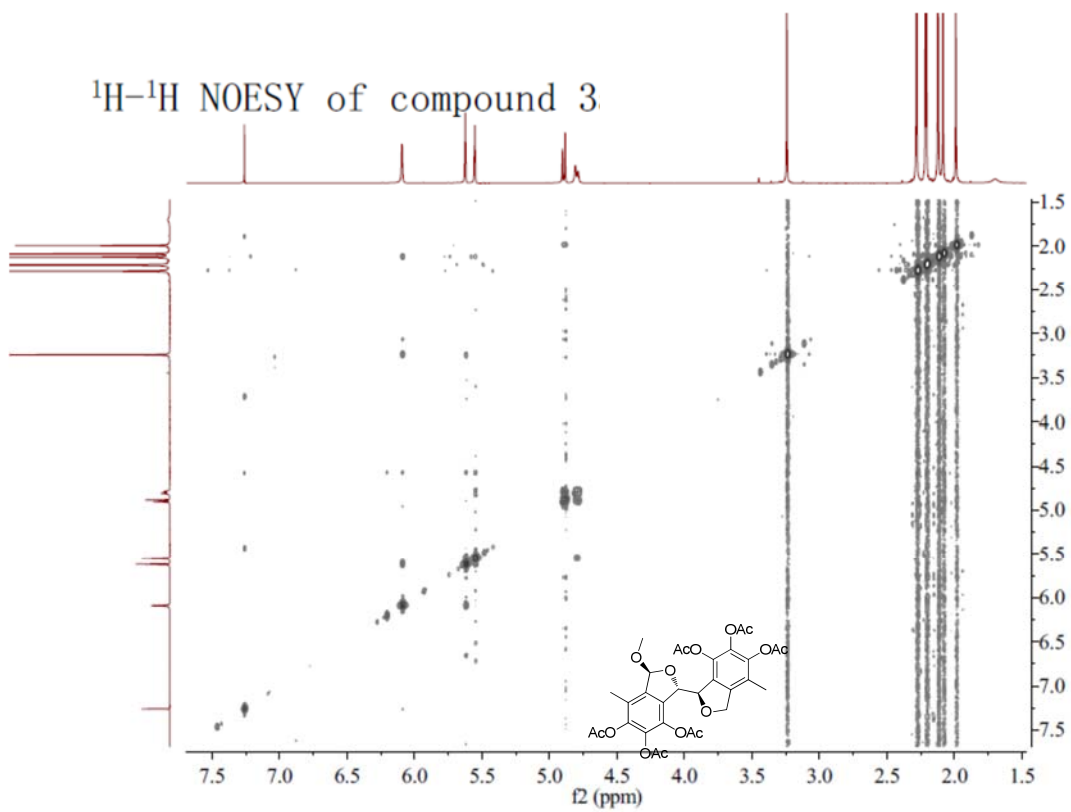 ¹H–¹H NOESY of compound 3
1.5
2.0
2.5
3.0
3.5
4.0
4.5
5.0
5.5
6.0
6.5
7.0
7.5
OAc
AcO OAc
O
O
O
AcO OAc
OAc
7.5 7.0 6.5 6.0 5.5 5.0 4.5 4.0 3.5 3.0 2.5 2.0 1.5
f2 (ppm)